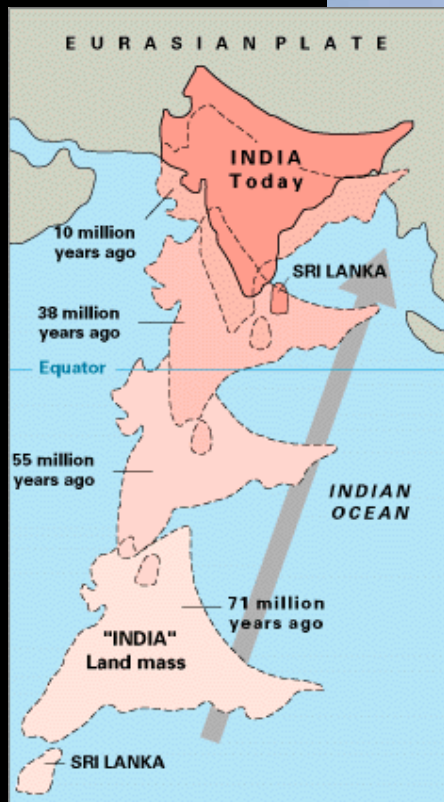 EURASIAN PLATE
INDIA
Today
10 million
years ago
SRI LANKA
38 million
years ago
Equator
55 million
years ago
INDIAN
OCEAN
71 million
years ago
"INDIA"
Land mass
SRI LANKA